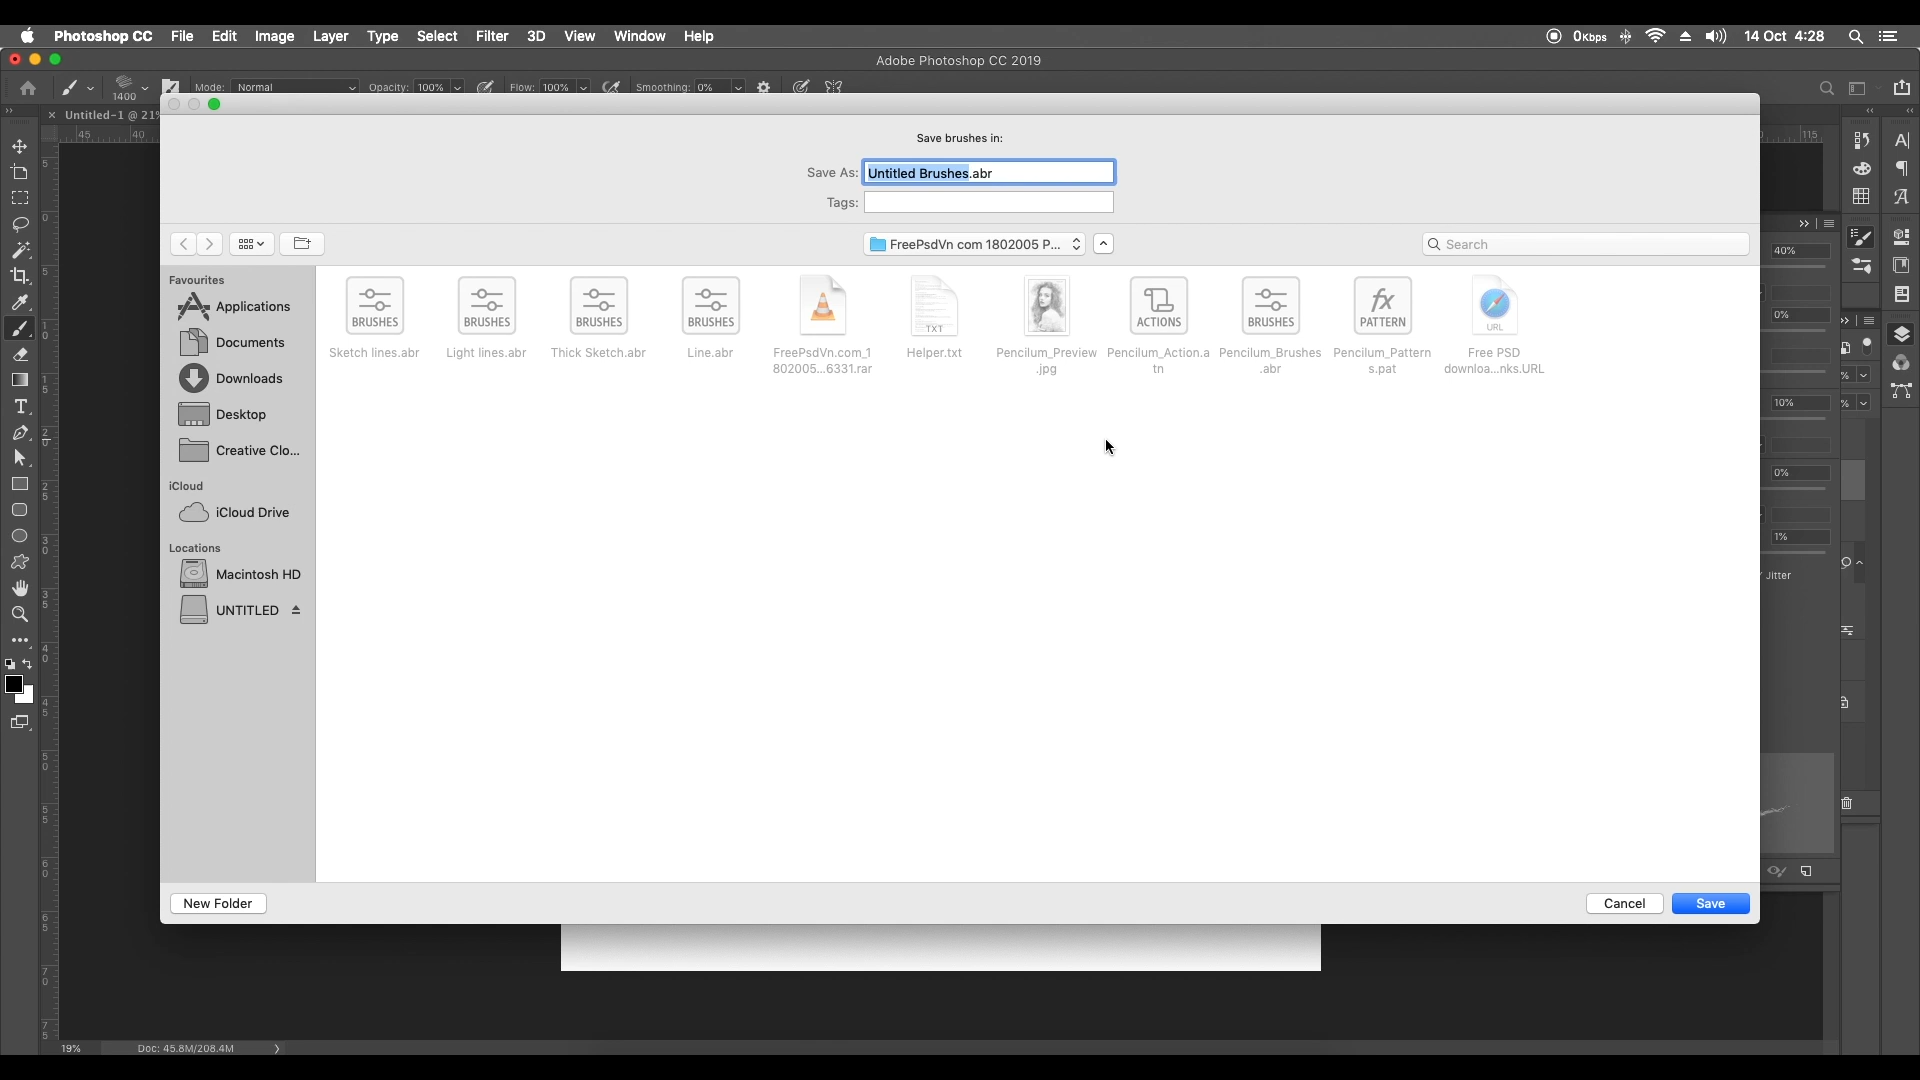 Photoshop CC File Edit Image Layer Type Select Filter 3D View Window Help
0Kbps 14 Oct 4:28
Adobe Photoshop CC 2019
1400 Mode: Normal Opacity: 100% Flow: 100% Smoothing: 0%
Untitled-1 @ 21%
45 40 115
Save brushes in:
Save As: Untitled Brushes.abr
Tags:
FreePsdVn com 1802005 P...
Search
Favourites
Applications
Documents
Downloads
Desktop
Creative Clo...
iCloud
iCloud Drive
Locations
Macintosh HD
UNTITLED
BRUSHES
Sketch lines.abr
BRUSHES
Light lines.abr
BRUSHES
Thick Sketch.abr
BRUSHES
Line.abr
FreePsdVn.com_1
802005...6331.rar
TXT
Helper.txt
Pencilum_Preview
.jpg
ACTIONS
Pencilum_Action.a
tn
BRUSHES
Pencilum_Brushes
.abr
PATTERN
Pencilum_Pattern
s.pat
URL
Free PSD
downloa...nks.URL
40%
0%
10%
0%
1%
Jitter
New Folder
Cancel Save
19% Doc: 45.8M/208.4M